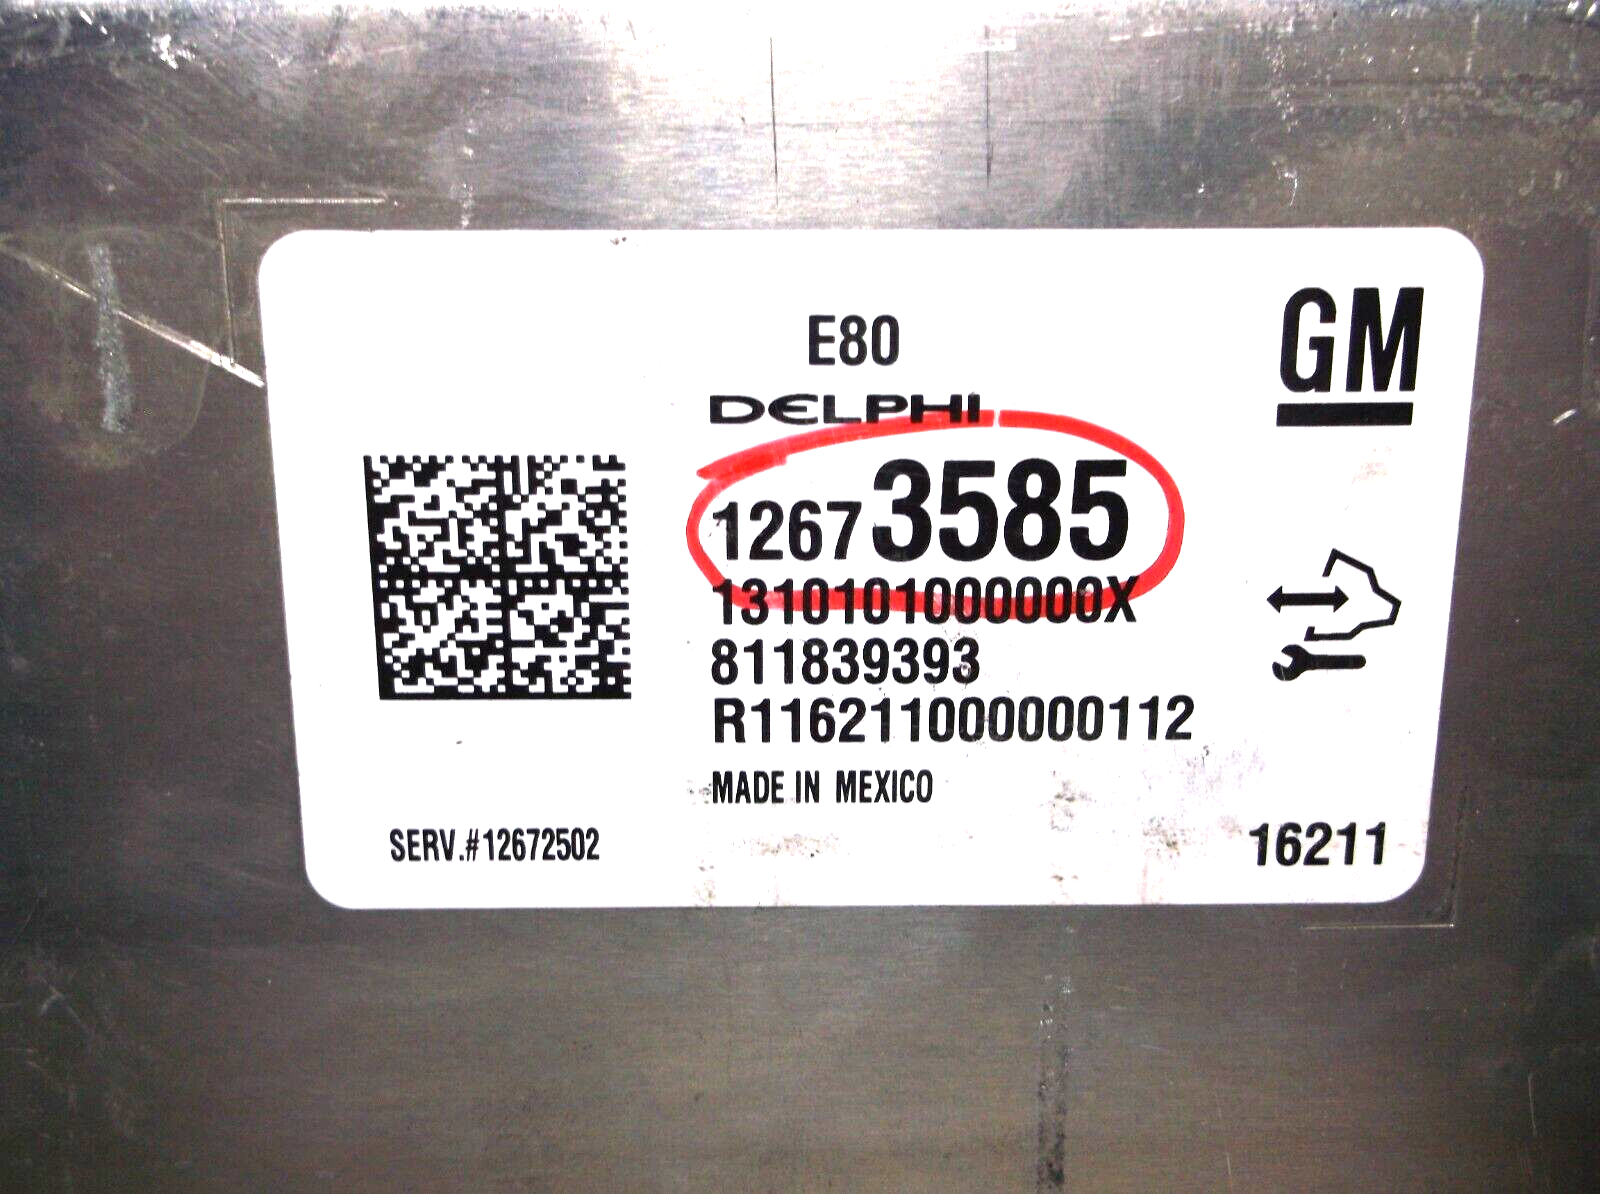 E80
GM
DELPHI
12673585
1310101000000X
811839393
R116211000000112
MADE IN MEXICO
SERV.#12672502
16211